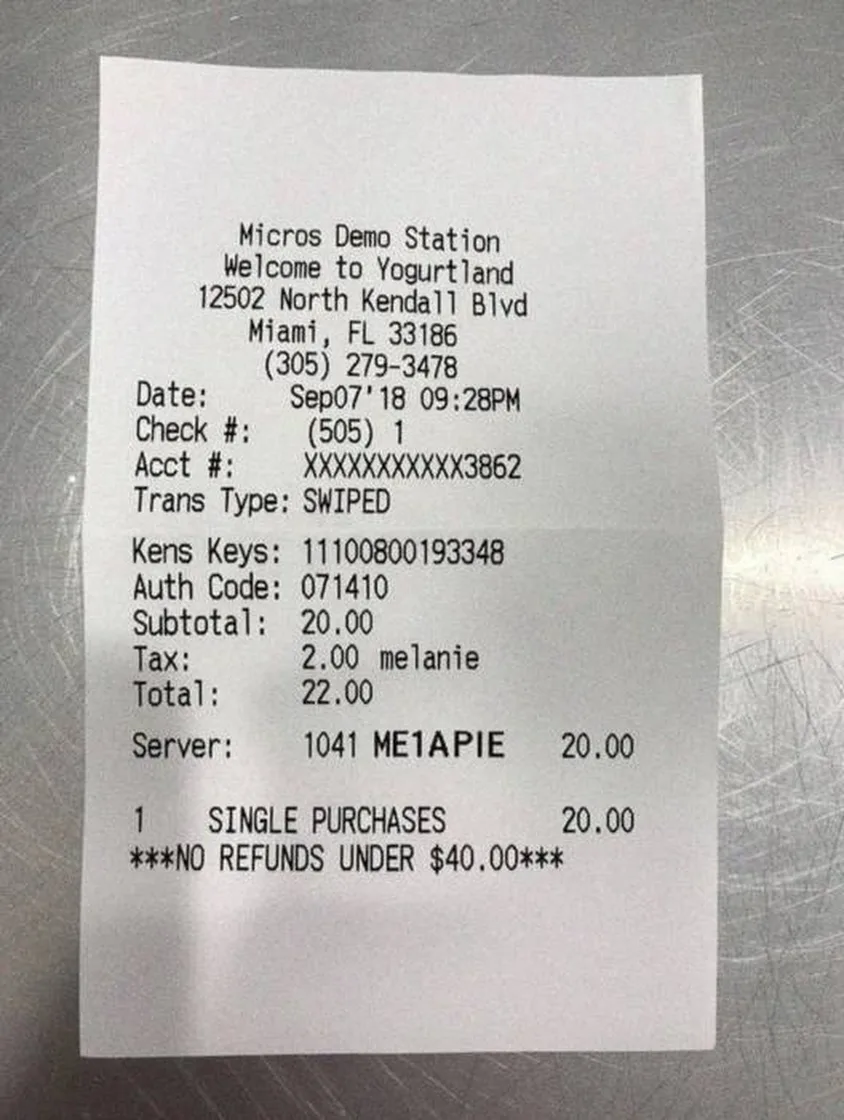 Micros Demo Station
Welcome to Yogurtland
12502 North Kendall Blvd
Miami, FL 33186
(305) 279-3478
Date: Sep07'18 09:28PM
Check #: (505) 1
Acct #: XXXXXXXXXXX3862
Trans Type: SWIPED
Kens Keys: 11100800193348
Auth Code: 071410
Subtotal: 20.00
Tax: 2.00 melanie
Total: 22.00
Server: 1041 ME1APIE 20.00
1 SINGLE PURCHASES 20.00
***NO REFUNDS UNDER $40.00***